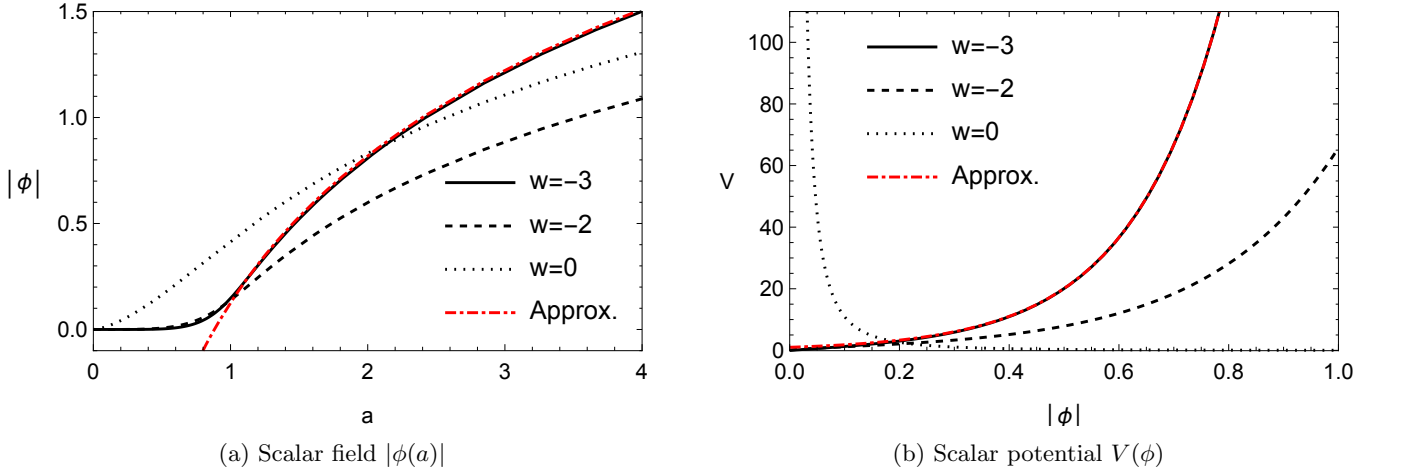 1.5
1.0
0.5
0.0
|ϕ|
0 1 2 3 4
a
w=−3
w=−2
w=0
Approx.
(a) Scalar field |ϕ(a)|
100
80
60
40
20
0
V
0.0 0.2 0.4 0.6 0.8 1.0
|ϕ|
w=−3
w=−2
w=0
Approx.
(b) Scalar potential V(ϕ)